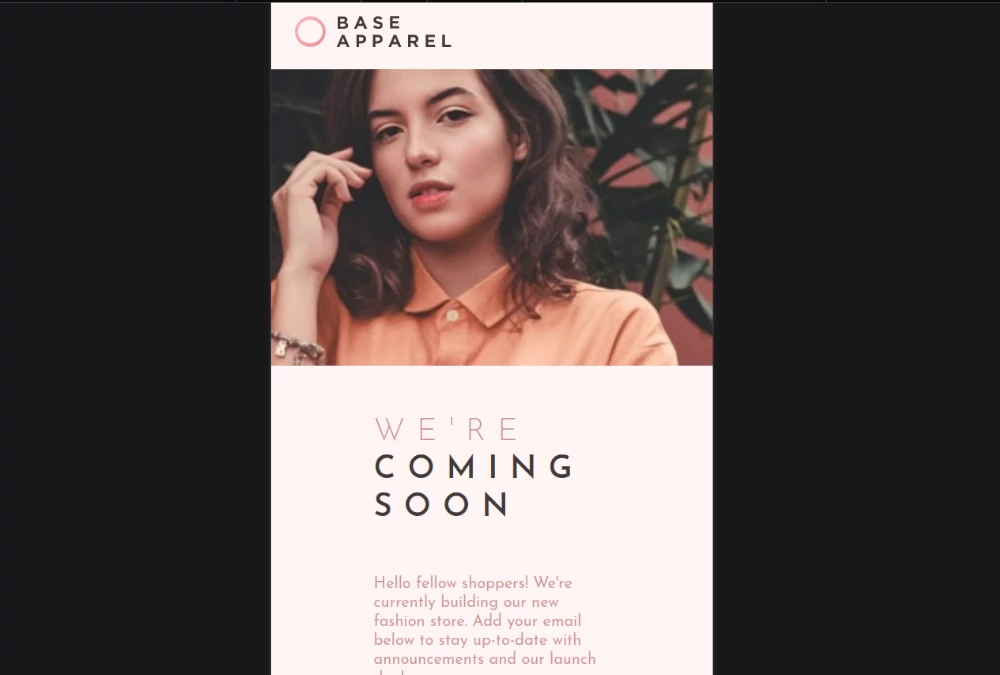 BASE
APPAREL
WE'RE
COMING
SOON
Hello fellow shoppers! We're
currently building our new
fashion store. Add your email
below to stay up-to-date with
announcements and our launch